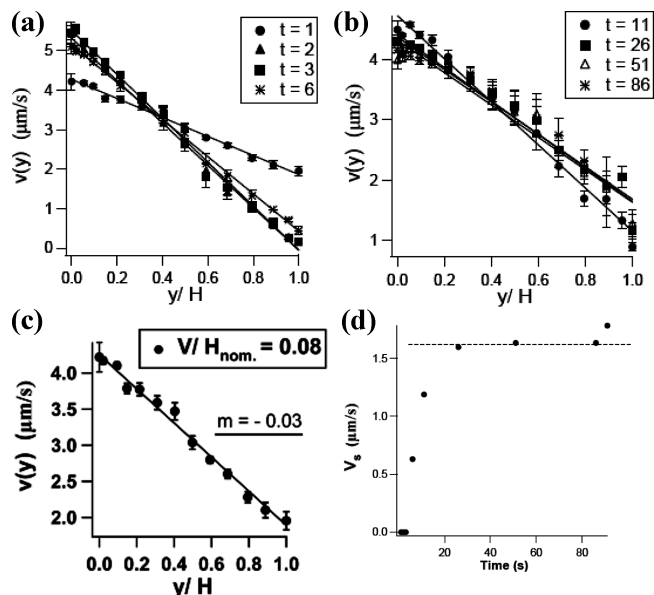 (a)
t = 1
t = 2
t = 3
t = 6
v(y) (μm/s)
5
4
3
2
1
0
0.0 0.2 0.4 0.6 0.8 1.0
y/ H
(b)
t = 11
t = 26
t = 51
t = 86
v(y) (μm/s)
4
3
2
1
0.0 0.2 0.4 0.6 0.8 1.0
y/ H
(c)
V/ Hnom. = 0.08
m = - 0.03
v(y) (μm/s)
4.0
3.5
3.0
2.5
2.0
0.0 0.2 0.4 0.6 0.8 1.0
y/ H
(d)
Vs (μm/s)
1.5
1.0
0.5
0.0
20 40 60 80
Time (s)